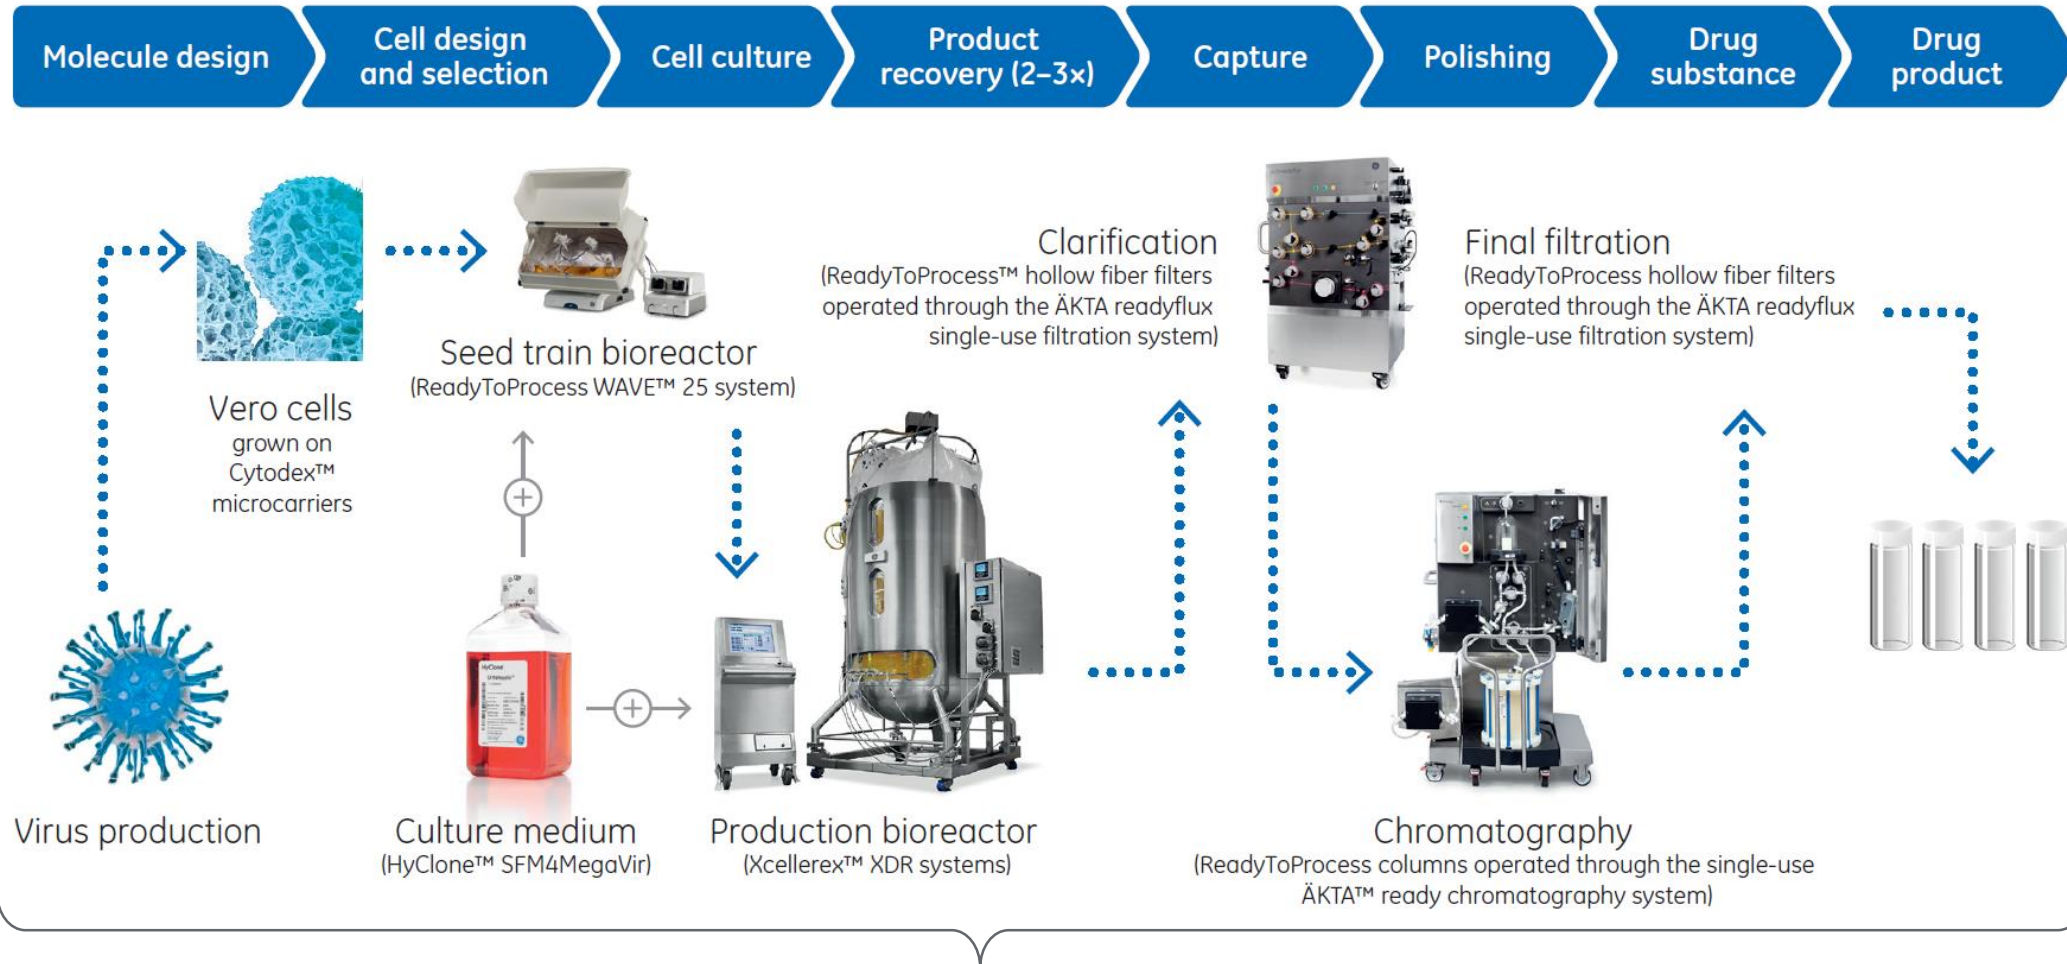 Molecule design
Cell design
and selection
Cell culture
Product
recovery (2–3×)
Capture
Polishing
Drug
substance
Drug
product
Vero cells
grown on
Cytodex™
microcarriers
Seed train bioreactor
(ReadyToProcess WAVE™ 25 system)
Clarification
(ReadyToProcess™ hollow fiber filters
operated through the ÄKTA readyflux
single-use filtration system)
Final filtration
(ReadyToProcess hollow fiber filters
operated through the ÄKTA readyflux
single-use filtration system)
HyClone
Virus production
Culture medium
(HyClone™ SFM4MegaVir)
Production bioreactor
(Xcellerex™ XDR systems)
Chromatography
(ReadyToProcess columns operated through the single-use
ÄKTA™ ready chromatography system)